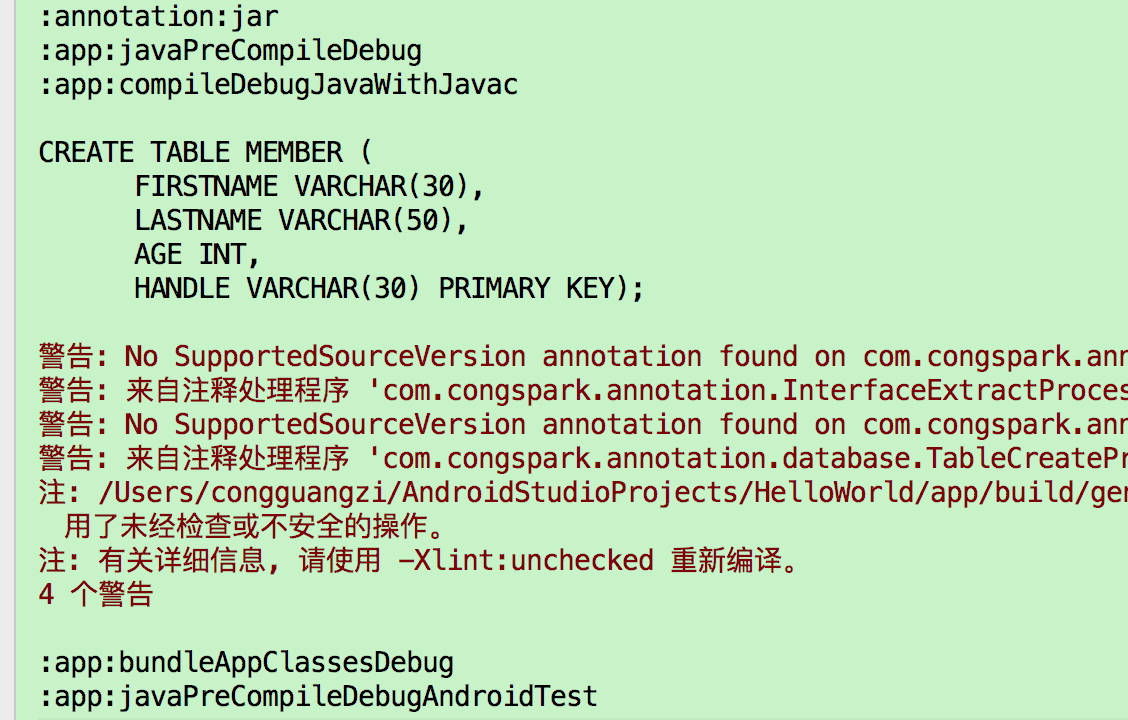 :annotation:jar
:app:javaPreCompileDebug
:app:compileDebugJavaWithJavac
CREATE TABLE MEMBER (
FIRSTNAME VARCHAR(30),
LASTNAME VARCHAR(50),
AGE INT,
HANDLE VARCHAR(30) PRIMARY KEY);
警告: No SupportedSourceVersion annotation found on com.congspark.ann
警告: 来自注释处理程序 'com.congspark.annotation.InterfaceExtractProces
警告: No SupportedSourceVersion annotation found on com.congspark.ann
警告: 来自注释处理程序 'com.congspark.annotation.database.TableCreatePr
注: /Users/congguangzi/AndroidStudioProjects/HelloWorld/app/build/gen
用了未经检查或不安全的操作。
注: 有关详细信息, 请使用 -Xlint:unchecked 重新编译。
4 个警告
:app:bundleAppClassesDebug
:app:javaPreCompileDebugAndroidTest